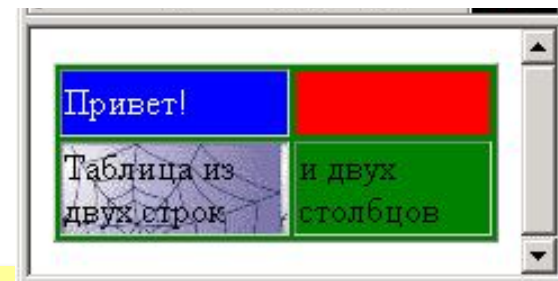 Привет!
Таблица из
двух строк
и двух
столбцов